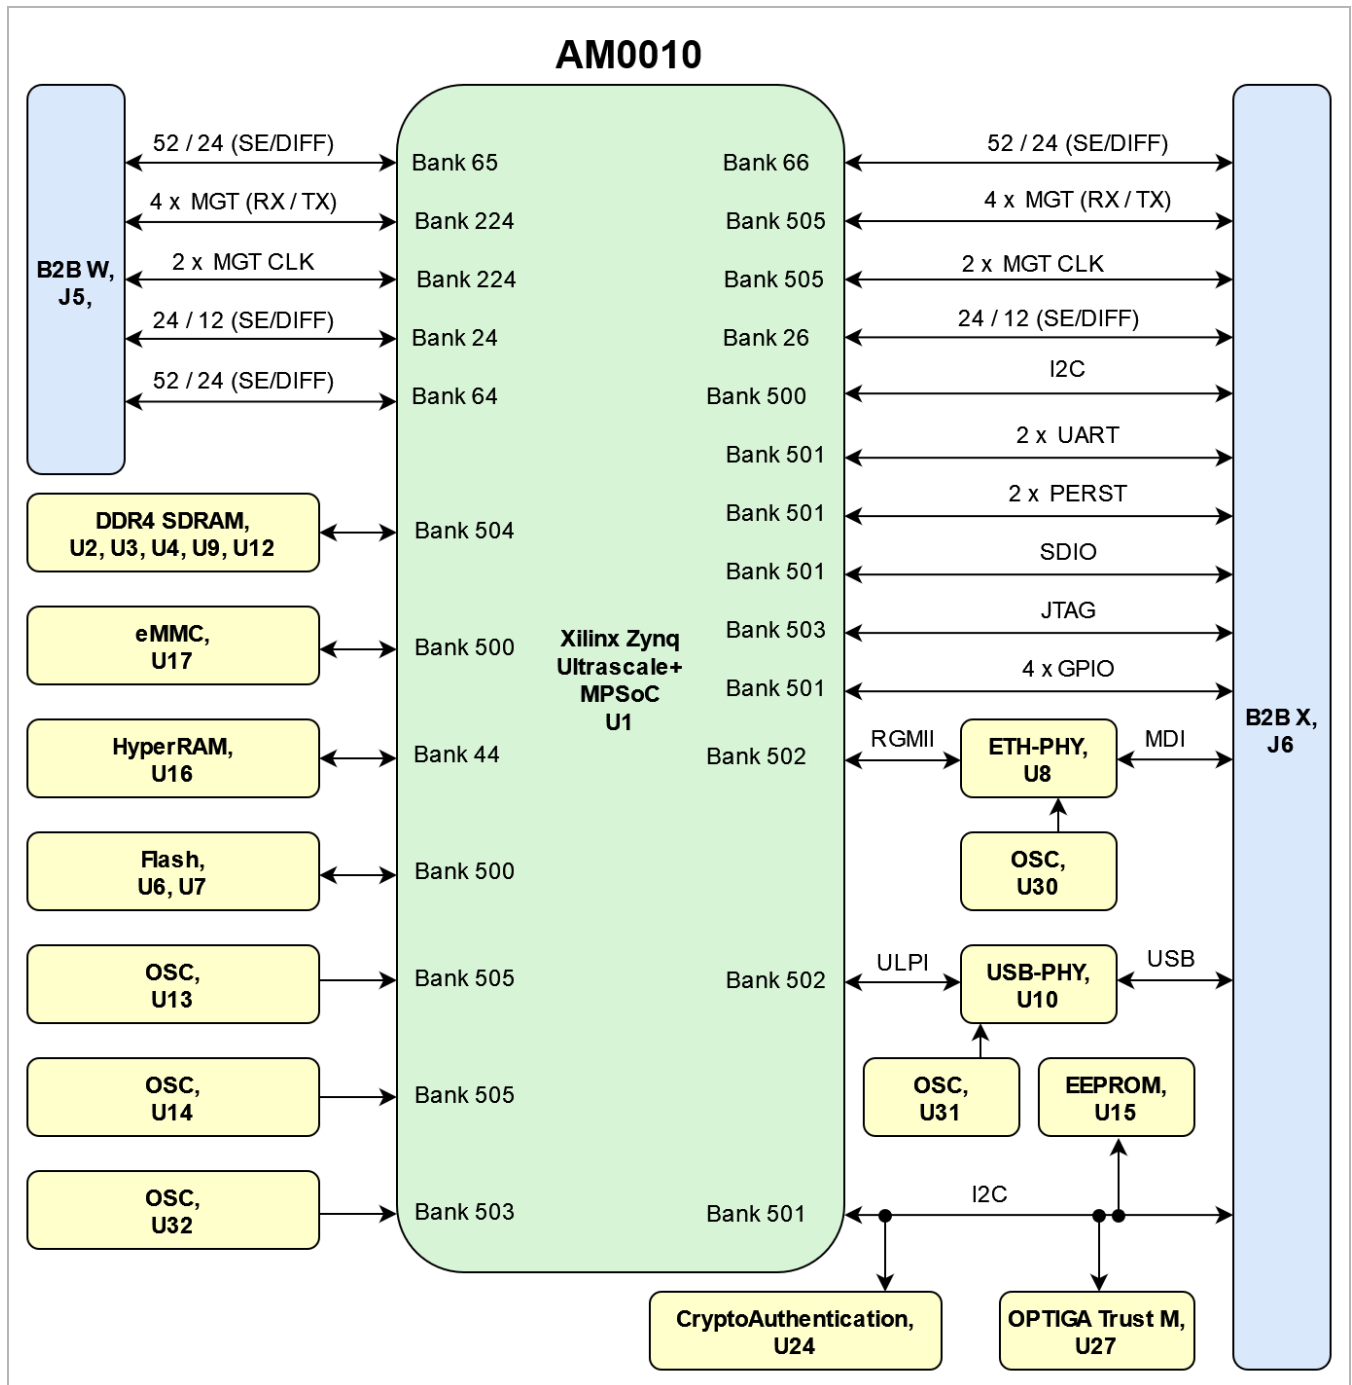 AM0010
B2B W,
J5,
52 / 24 (SE/DIFF)
4 x MGT (RX / TX)
2 x MGT CLK
24 / 12 (SE/DIFF)
52 / 24 (SE/DIFF)
Bank 65
Bank 224
Bank 224
Bank 24
Bank 64
DDR4 SDRAM,
U2, U3, U4, U9, U12
Bank 504
eMMC,
U17
Bank 500
HyperRAM,
U16
Bank 44
Flash,
U6, U7
Bank 500
OSC,
U13
Bank 505
OSC,
U14
Bank 505
OSC,
U32
Bank 503
Xilinx Zynq
Ultrascale+
MPSoC
U1
Bank 66
52 / 24 (SE/DIFF)
Bank 505
4 x MGT (RX / TX)
Bank 505
2 x MGT CLK
Bank 26
24 / 12 (SE/DIFF)
Bank 500
I2C
Bank 501
2 x UART
Bank 501
2 x PERST
Bank 501
SDIO
Bank 503
JTAG
Bank 501
4 x GPIO
Bank 502
RGMII
ETH-PHY,
U8
MDI
OSC,
U30
Bank 502
ULPI
USB-PHY,
U10
USB
OSC,
U31
EEPROM,
U15
Bank 501
I2C
CryptoAuthentication,
U24
OPTIGA Trust M,
U27
B2B X,
J6